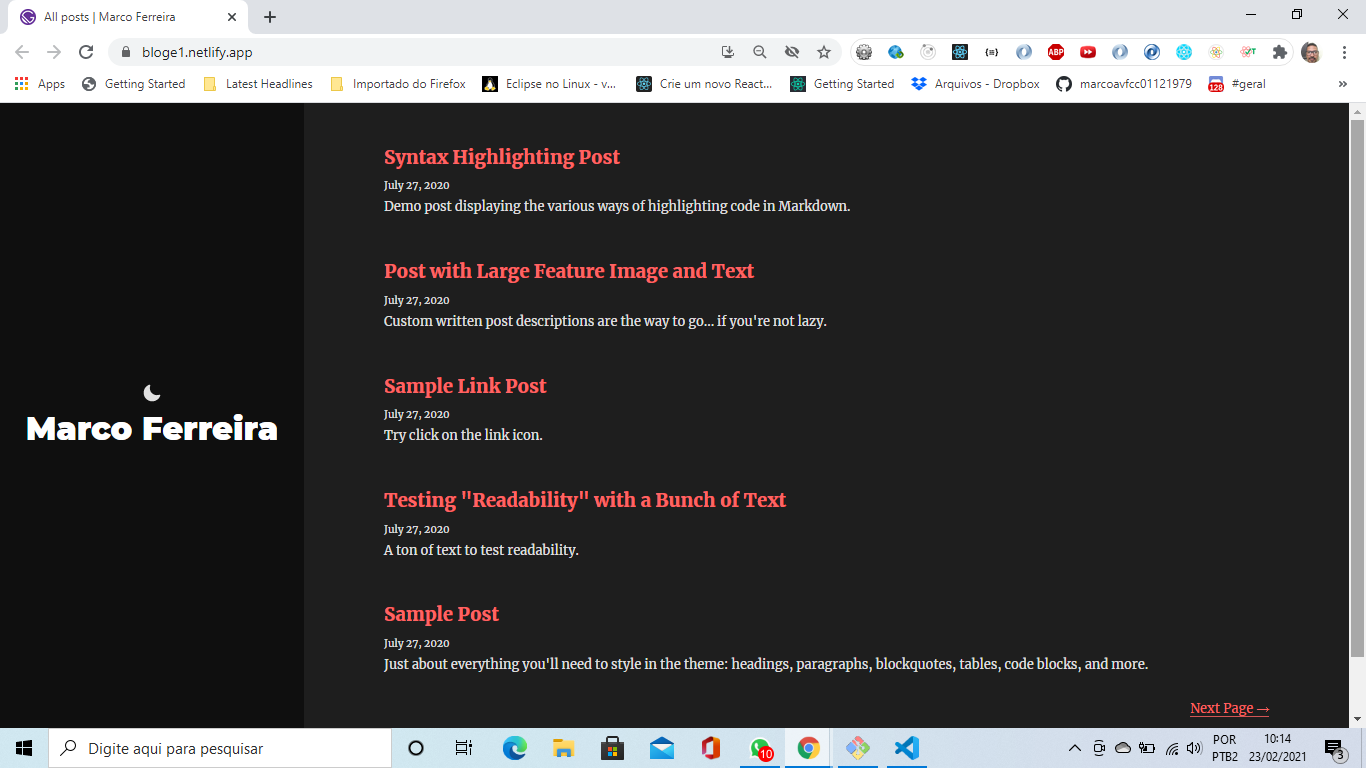 All posts | Marco Ferreira
bloge1.netlify.app
ABP
Apps
Getting Started
Latest Headlines
Importado do Firefox
Eclipse no Linux - v...
Crie um novo React...
Getting Started
Arquivos - Dropbox
marcoavfcc01121979
128
#geral
»
Syntax Highlighting Post
July 27, 2020
Demo post displaying the various ways of highlighting code in Markdown.
Post with Large Feature Image and Text
July 27, 2020
Custom written post descriptions are the way to go... if you're not lazy.
Sample Link Post
July 27, 2020
Try click on the link icon.
Marco Ferreira
Testing "Readability" with a Bunch of Text
July 27, 2020
A ton of text to test readability.
Sample Post
July 27, 2020
Just about everything you'll need to style in the theme: headings, paragraphs, blockquotes, tables, code blocks, and more.
Next Page →
Digite aqui para pesquisar
10
POR
PTB2
10:14
23/02/2021
3